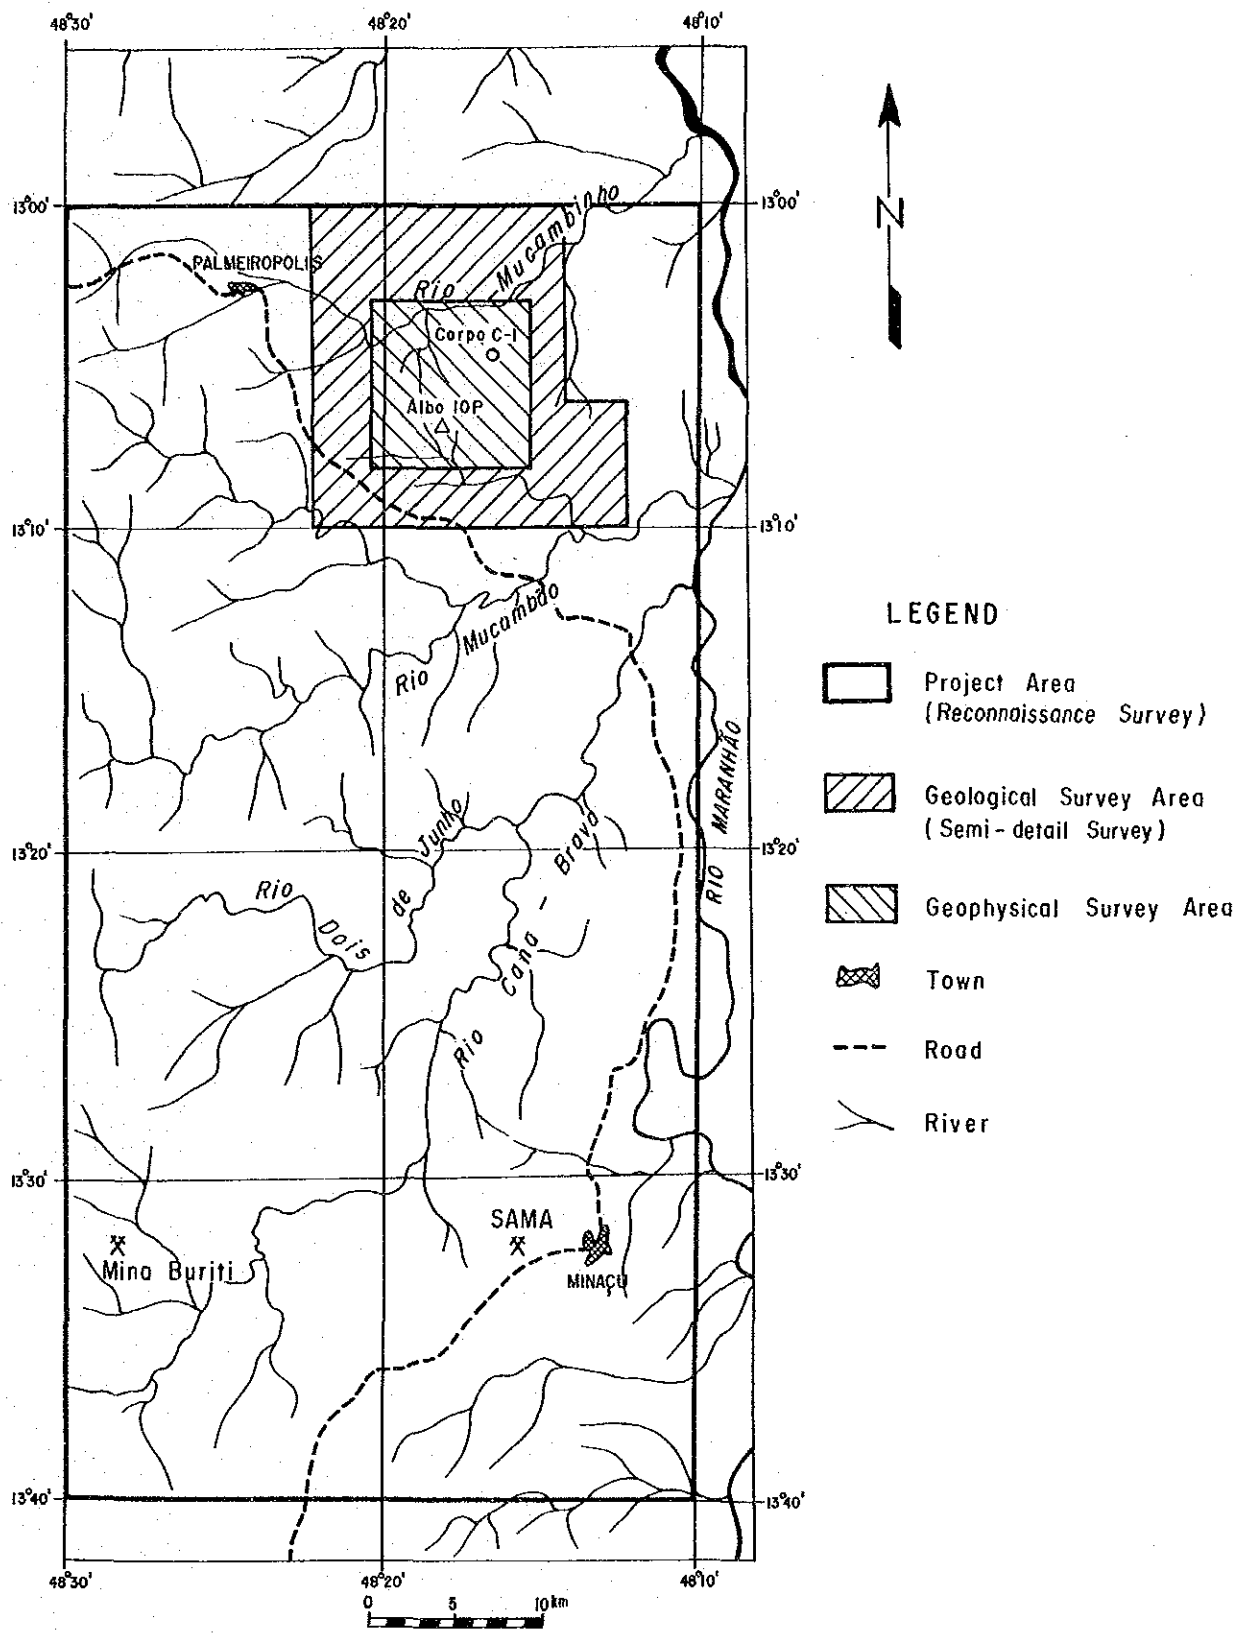 48°30' 48°20' 48°10'
13°00' 13°00'
Rio Mucambinho
PALMEIROPOLIS
Corpo C-1
Albo 10P
N
13°10' 13°10'
Rio Mucambão
LEGEND
Project Area
(Reconnaissance Survey)
Geological Survey Area
(Semi-detail Survey)
Geophysical Survey Area
Town
Road
River
RIO MARANHÃO
13°20' 13°20'
Rio Dois de Junho
Rio Cana - Brava
13°30' 13°30'
SAMA
Mina Buriti
MINAÇU
13°40' 13°40'
48°30' 48°20' 48°10'
0 5 10km